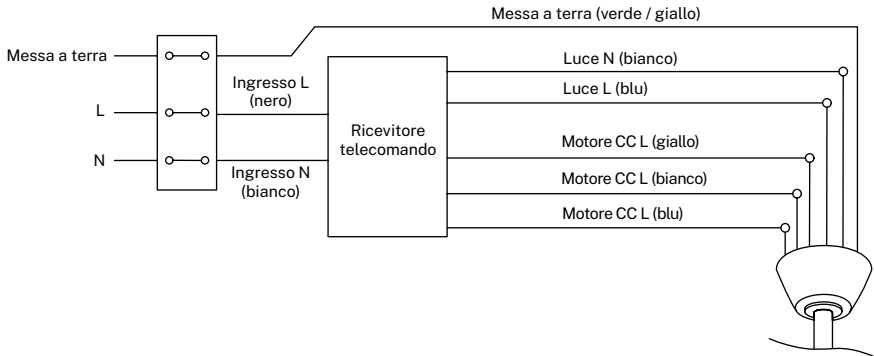 Messa a terra (verde / giallo)
Messa a terra
L
N
Ingresso L
(nero)
Ingresso N
(bianco)
Ricevitore
telecomando
Luce N (bianco)
Luce L (blu)
Motore CC L (giallo)
Motore CC L (bianco)
Motore CC L (blu)